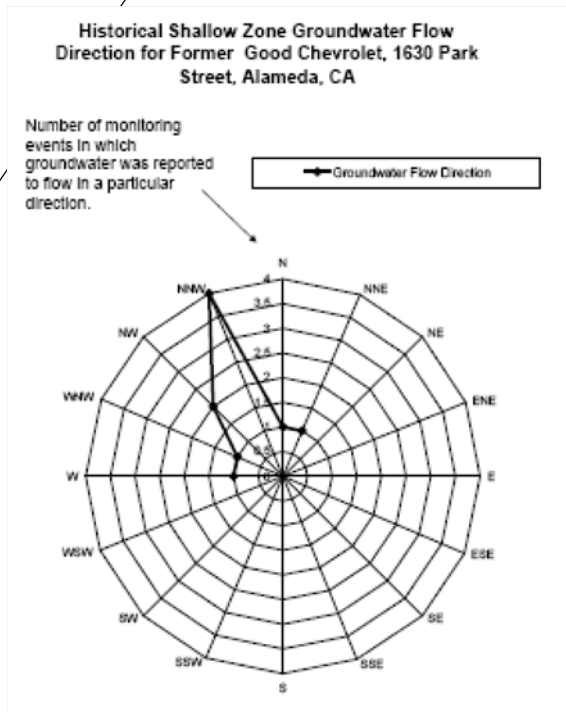 Historical Shallow Zone Groundwater Flow
Direction for Former Good Chevrolet, 1630 Park
Street, Alameda, CA
Number of monitoring
events in which
groundwater was reported
to flow in a particular
direction.
Groundwater Flow Direction
N
NNE
NE
ENE
E
ESE
SE
SSE
S
SSW
SW
WSW
W
WNW
NW
NNW
4
3.5
3
2.5
2
1.5
1
0.5
0